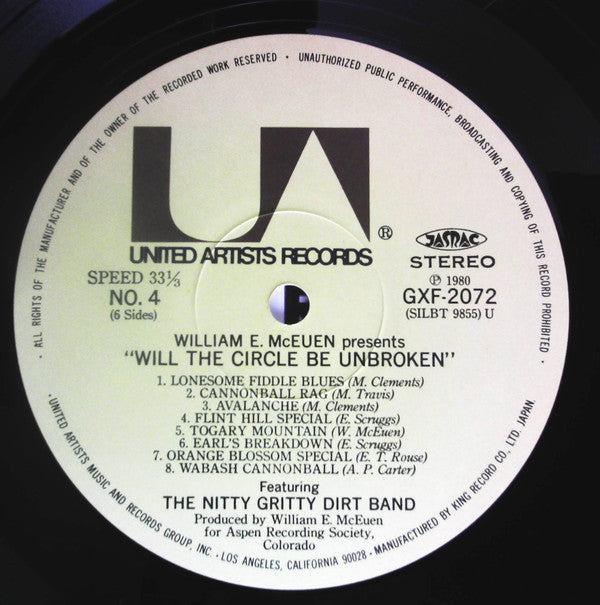 · ALL RIGHTS OF THE MANUFACTURER AND OF THE OWNER OF THE RECORDED WORK RESERVED · UNAUTHORIZED PUBLIC PERFORMANCE, BROADCASTING AND COPYING OF THIS RECORD PROHIBITED ·
UA ®
UNITED ARTISTS RECORDS
JASRAC
STEREO
SPEED 33⅓
NO. 4
(6 Sides)
Ⓟ 1980
GXF-2072
(SILBT 9855) U
WILLIAM E. McEUEN presents
"WILL THE CIRCLE BE UNBROKEN"
1. LONESOME FIDDLE BLUES (M. Clements)
2. CANNONBALL RAG (M. Travis)
3. AVALANCHE (M. Clements)
4. FLINT HILL SPECIAL (E. Scruggs)
5. TOGARY MOUNTAIN (W. McEuen)
6. EARL'S BREAKDOWN (E. Scruggs)
7. ORANGE BLOSSOM SPECIAL (E. T. Rouse)
8. WABASH CANNONBALL (A. P. Carter)
Featuring
THE NITTY GRITTY DIRT BAND
Produced by William E. McEuen
for Aspen Recording Society,
Colorado
· UNITED ARTISTS MUSIC AND RECORDS GROUP, INC. · LOS ANGELES, CALIFORNIA 90028 · MANUFACTURED BY KING RECORD CO., LTD. JAPAN.